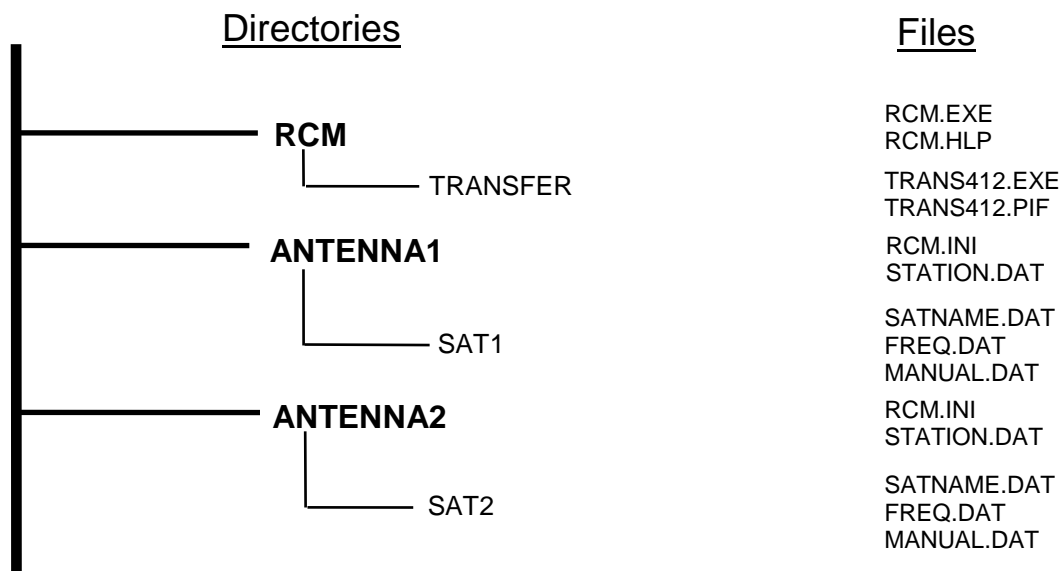 Directories
Files
RCM
RCM.EXE
RCM.HLP
TRANSFER
TRANS412.EXE
TRANS412.PIF
ANTENNA1
RCM.INI
STATION.DAT
SAT1
SATNAME.DAT
FREQ.DAT
MANUAL.DAT
ANTENNA2
RCM.INI
STATION.DAT
SAT2
SATNAME.DAT
FREQ.DAT
MANUAL.DAT